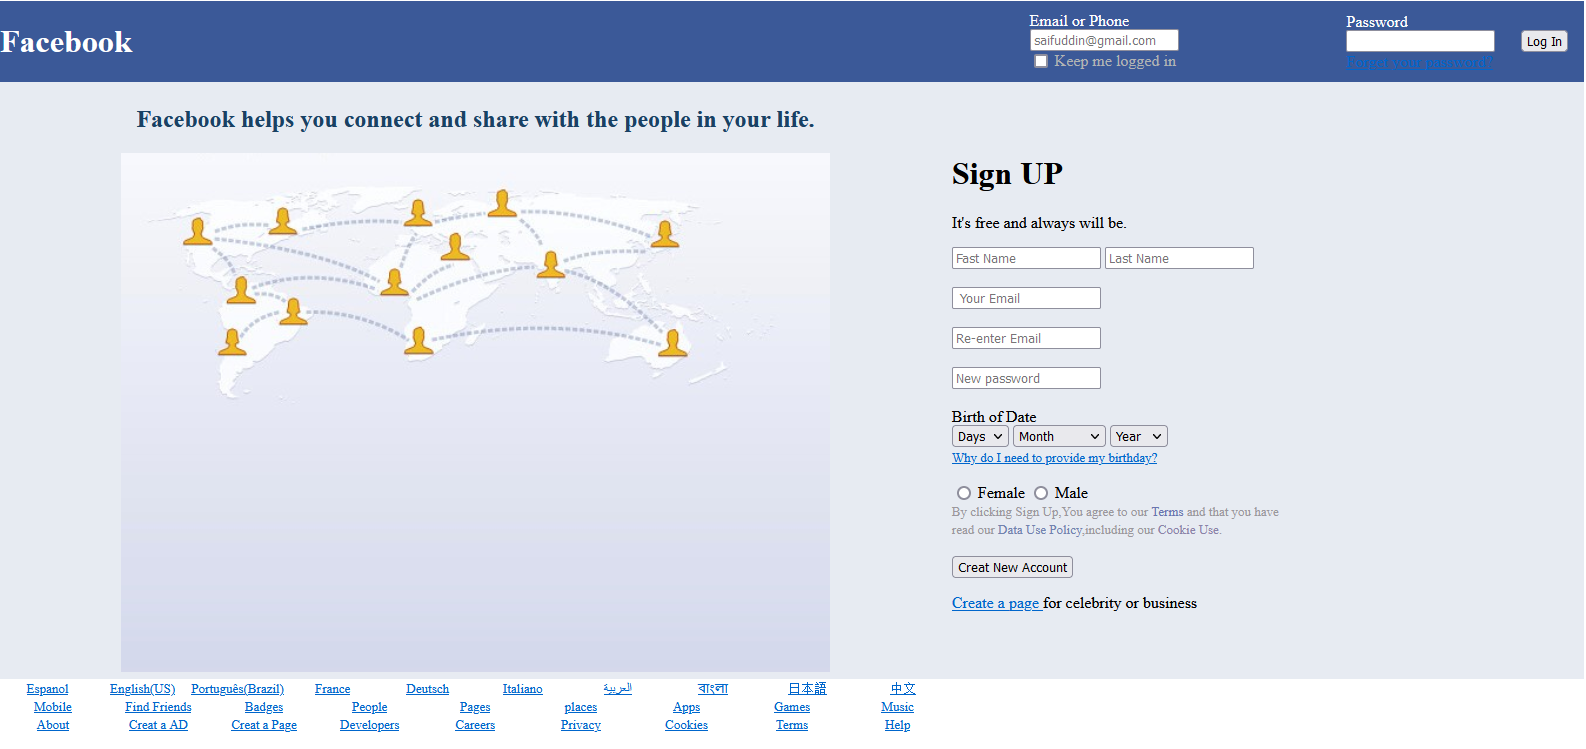 Facebook
Email or Phone
saifuddin@gmail.com
Keep me logged in
Password
Forget your password?
Log In
Facebook helps you connect and share with the people in your life.
Sign UP
It's free and always will be.
Fast Name Last Name
Your Email
Re-enter Email
New password
Birth of Date
Days Month Year
Why do I need to provide my birthday?
Female Male
By clicking Sign Up,You agree to our Terms and that you have
read our Data Use Policy,including our Cookie Use.
Creat New Account
Create a page for celebrity or business
Espanol English(US) Português(Brazil) France Deutsch Italiano العربية বাংলা 日本語 中文
Mobile Find Friends Badges People Pages places Apps Games Music
About Creat a AD Creat a Page Developers Careers Privacy Cookies Terms Help